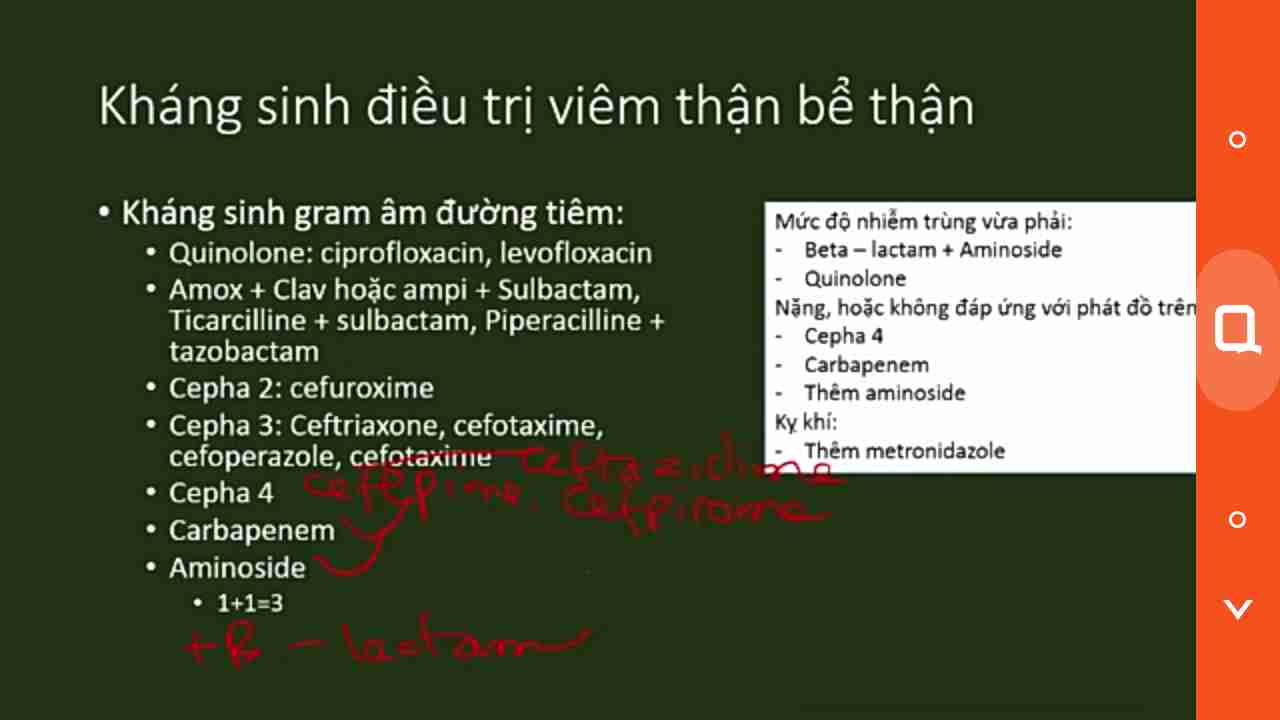 Kháng sinh điều trị viêm thận bể thận
• Kháng sinh gram âm đường tiêm:
• Quinolone: ciprofloxacin, levofloxacin
• Amox + Clav hoặc ampi + Sulbactam,
Ticarcilline + sulbactam, Piperacilline +
tazobactam
• Cepha 2: cefuroxime
• Cepha 3: Ceftriaxone, cefotaxime,
cefoperazole, cefotaxime ceftazidime
• Cepha 4 cefepime. Cefpirome
• Carbapenem
• Aminoside
• 1+1=3
+ β - lactam
Mức độ nhiễm trùng vừa phải:
- Beta – lactam + Aminoside
- Quinolone
Nặng, hoặc không đáp ứng với phát đồ trên
- Cepha 4
- Carbapenem
- Thêm aminoside
Kỵ khí:
- Thêm metronidazole